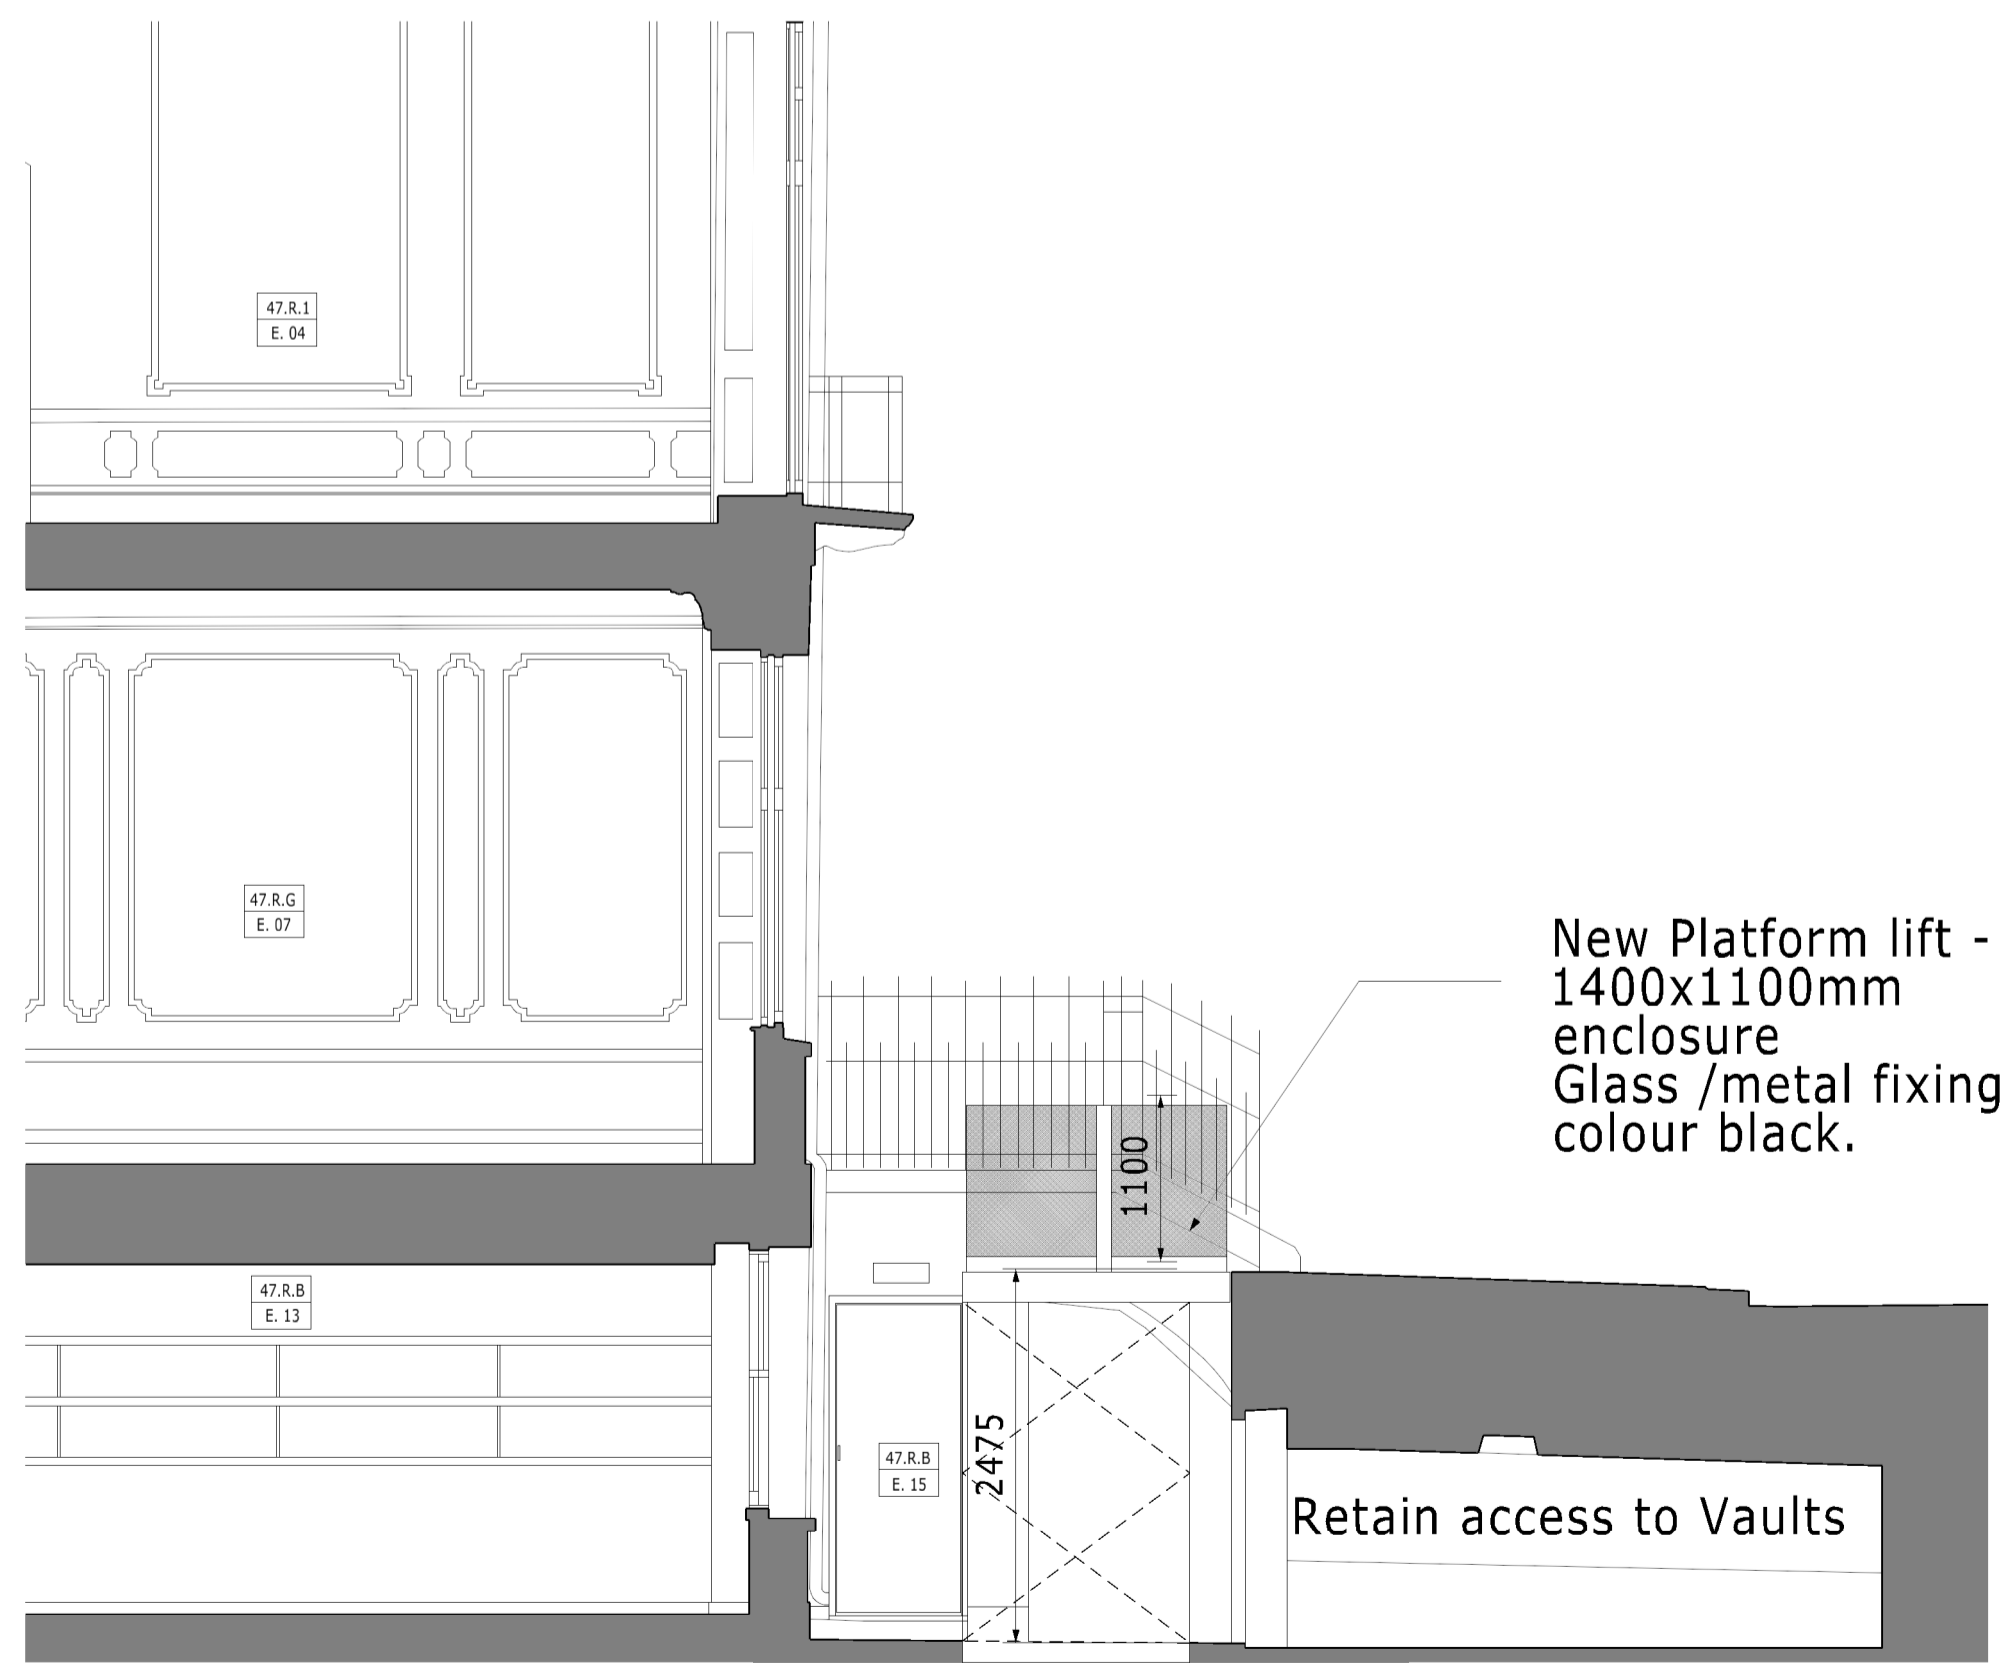 47.R.1
E. 04
47.R.G
E. 07
New Platform lift -
1400x1100mm
enclosure
Glass /metal fixing
colour black.
1100
47.R.B
E. 13
2475
47.R.B
E. 15
Retain access to Vaults